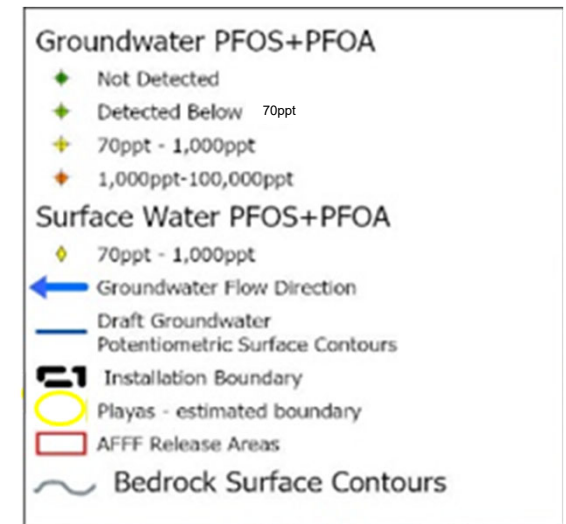 Groundwater PFOS+PFOA
Not Detected
Detected Below 70ppt
70ppt - 1,000ppt
1,000ppt-100,000ppt
Surface Water PFOS+PFOA
70ppt - 1,000ppt
Groundwater Flow Direction
Draft Groundwater
Potentiometric Surface Contours
Installation Boundary
Playas - estimated boundary
AFFF Release Areas
Bedrock Surface Contours